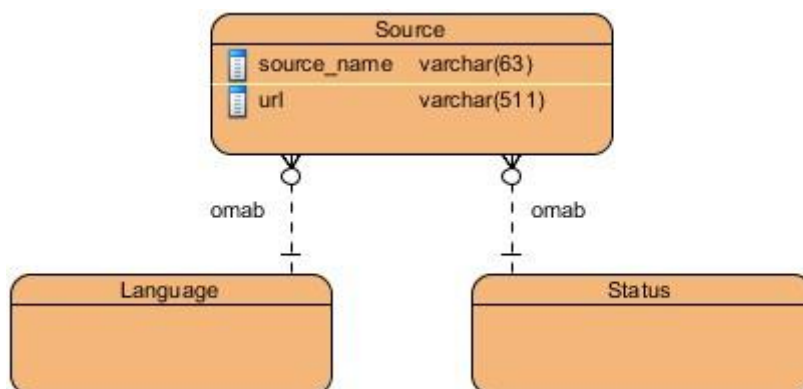 Source
source_name varchar(63)
url varchar(511)
omab omab
Language Status